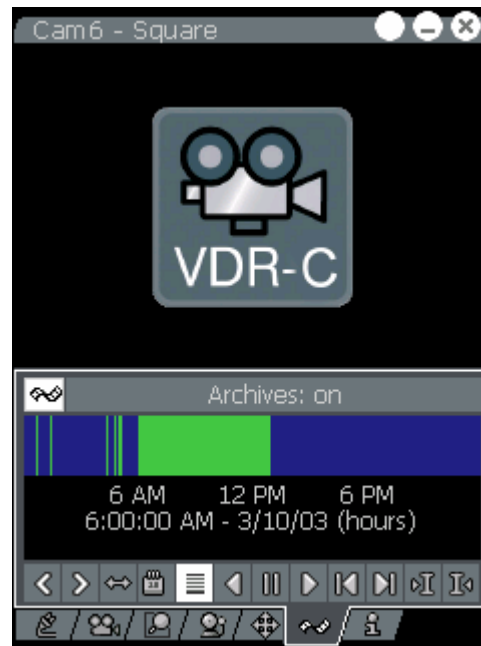 Cam6 - Square
VDR-C
Archives: on
6 AM 12 PM 6 PM
6:00:00 AM - 3/10/03 (hours)